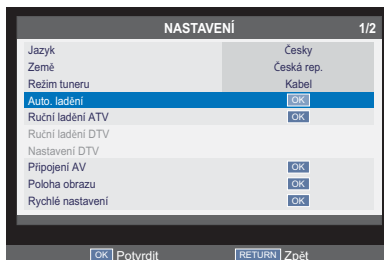 NASTAVENÍ 1/2
Jazyk Česky
Země Česká rep.
Režim tuneru Kabel
Auto. ladění OK
Ruční ladění ATV OK
Ruční ladění DTV
Nastavení DTV
Připojení AV OK
Poloha obrazu OK
Rychlé nastavení OK
OK Potvrdit RETURN Zpět